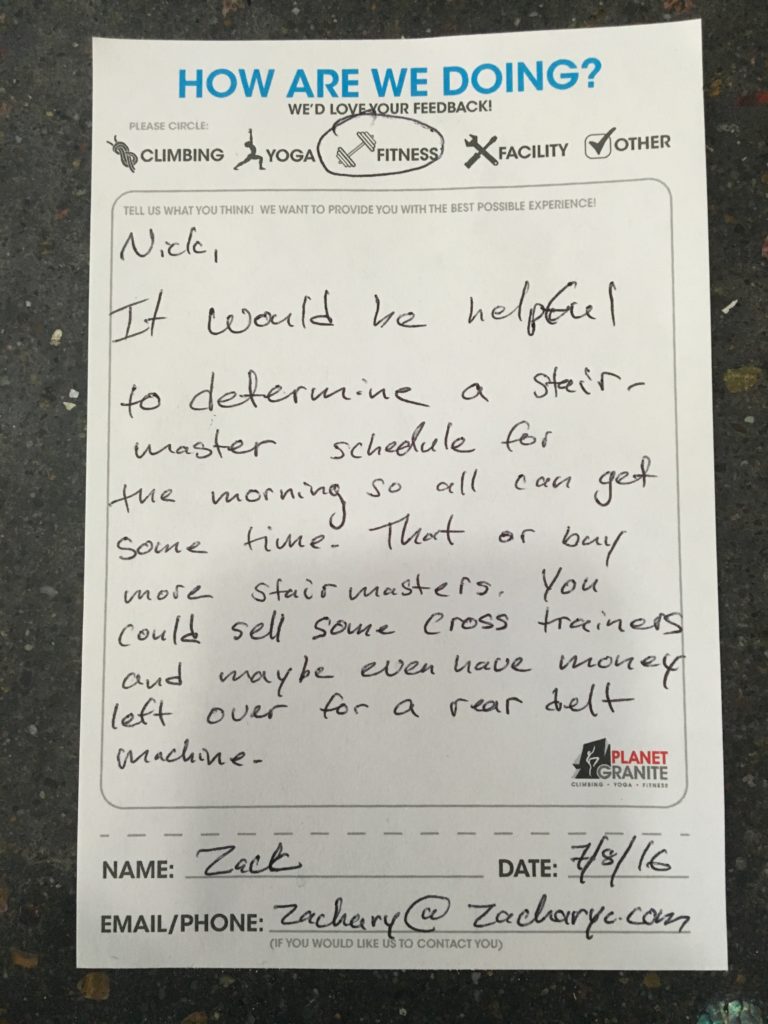 HOW ARE WE DOING?
WE'D LOVE YOUR FEEDBACK!
PLEASE CIRCLE:
CLIMBING YOGA FITNESS FACILITY OTHER
TELL US WHAT YOU THINK! WE WANT TO PROVIDE YOU WITH THE BEST POSSIBLE EXPERIENCE!
Nick,
It would be helpful
to determine a stair-
master schedule for
the morning so all can get
some time. That or buy
more stairmasters. You
could sell some cross trainers
and maybe even have money
left over for a rear delt
machine.
PLANET
GRANITE
CLIMBING • YOGA • FITNESS
NAME: Zack DATE: 7/8/16
EMAIL/PHONE: zachary@zacharyc.com
(IF YOU WOULD LIKE US TO CONTACT YOU)